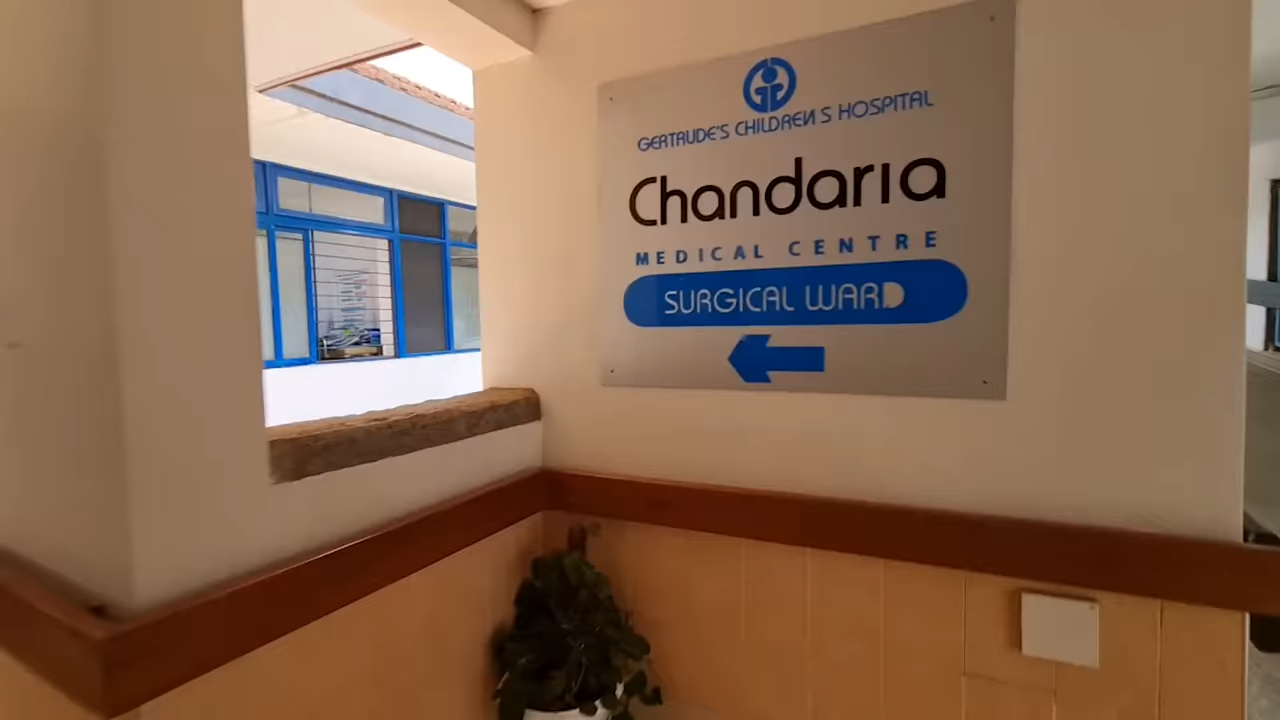 GERTRUDE'S CHILDREN S HOSPITAL
Chandaria
MEDICAL CENTRE
SURGICAL WARD